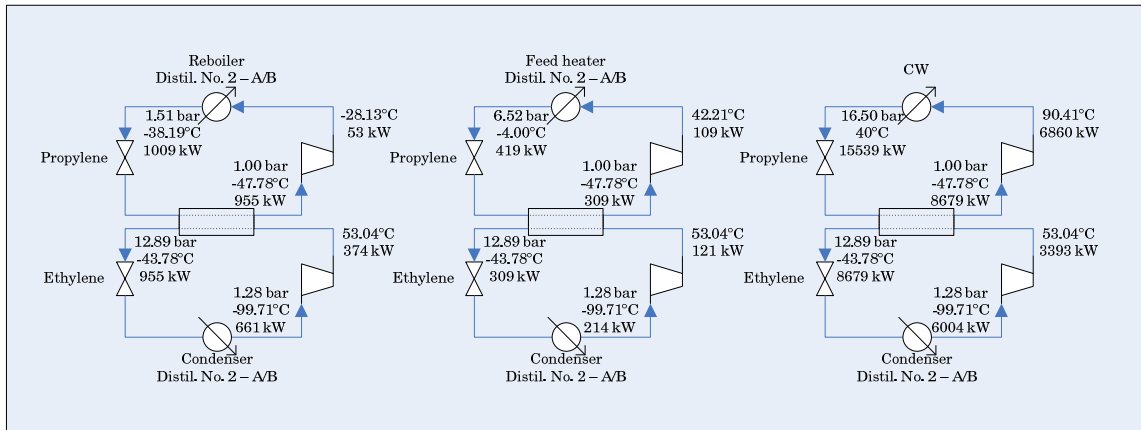 Reboiler
Distil. No. 2 – A/B
1.51 bar
-38.19°C
1009 kW
-28.13°C
53 kW
Propylene
1.00 bar
-47.78°C
955 kW
12.89 bar
-43.78°C
955 kW
53.04°C
374 kW
Ethylene
1.28 bar
-99.71°C
661 kW
Condenser
Distil. No. 2 – A/B
Feed heater
Distil. No. 2 – A/B
6.52 bar
-4.00°C
419 kW
42.21°C
109 kW
Propylene
1.00 bar
-47.78°C
309 kW
12.89 bar
-43.78°C
309 kW
53.04°C
121 kW
Ethylene
1.28 bar
-99.71°C
214 kW
Condenser
Distil. No. 2 – A/B
CW
16.50 bar
40°C
15539 kW
90.41°C
6860 kW
Propylene
1.00 bar
-47.78°C
8679 kW
12.89 bar
-43.78°C
8679 kW
53.04°C
3393 kW
Ethylene
1.28 bar
-99.71°C
6004 kW
Condenser
Distil. No. 2 – A/B